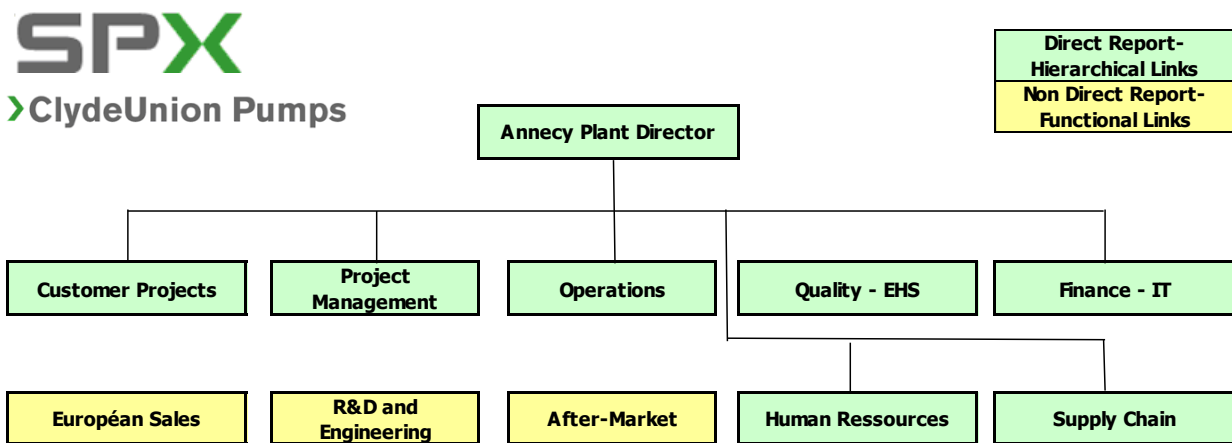 SPX
ClydeUnion Pumps
Direct Report-
Hierarchical Links
Non Direct Report-
Functional Links
Annecy Plant Director
Customer Projects
Project
Management
Operations
Quality - EHS
Finance - IT
Européan Sales
R&D and
Engineering
After-Market
Human Ressources
Supply Chain